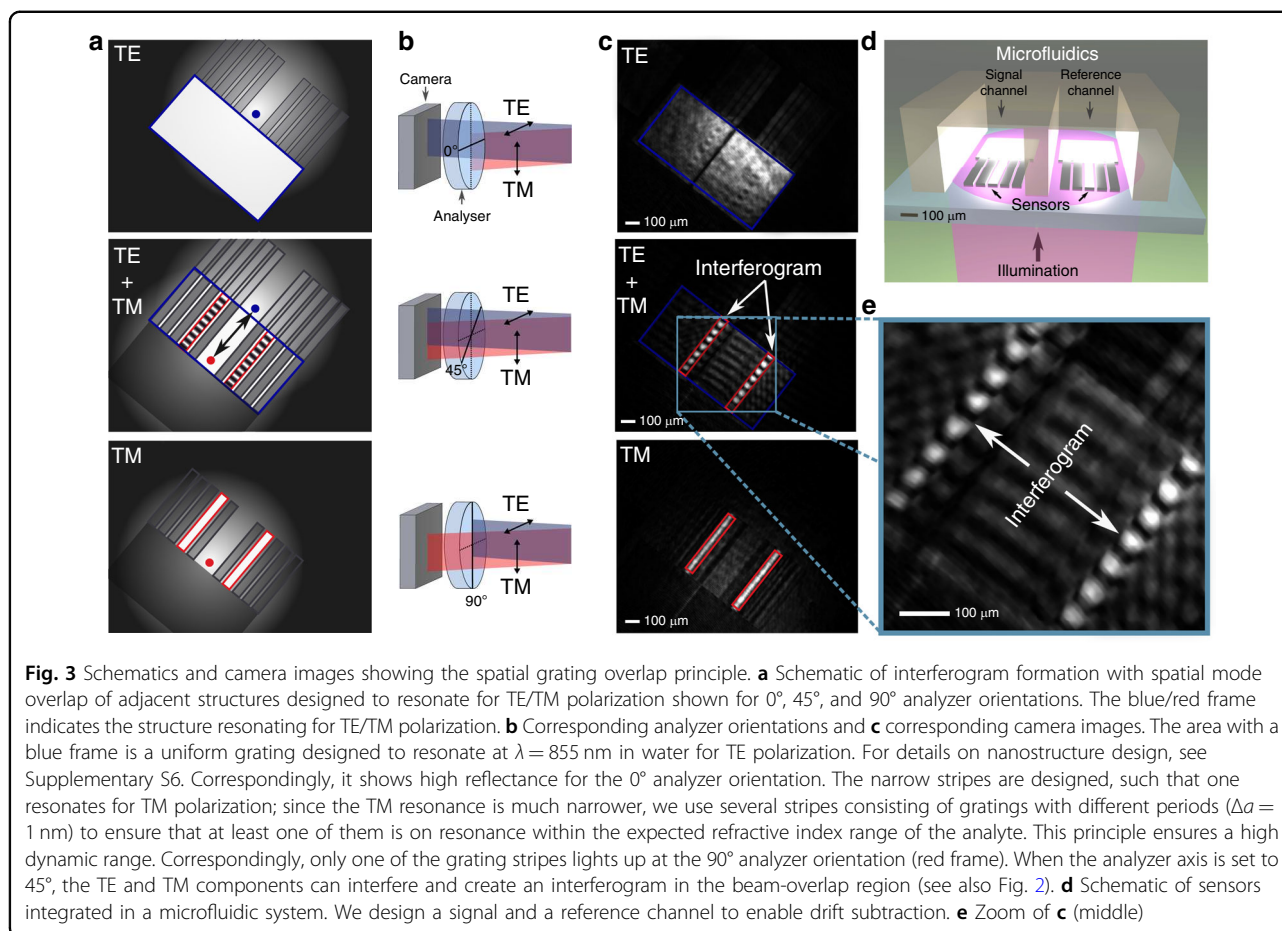 a
TE
TE
+
TM
TM
b
Camera
TE
0°
TM
Analyser
TE
45°
TM
TE
TM
90°
c
TE
100 μm
TE
+
TM
Interferogram
100 μm
TM
100 μm
d
Microfluidics
Signal
channel
Reference
channel
Sensors
100 μm
Illumination
e
Interferogram
100 μm
Fig. 3 Schematics and camera images showing the spatial grating overlap principle. a Schematic of interferogram formation with spatial mode
overlap of adjacent structures designed to resonate for TE/TM polarization shown for 0°, 45°, and 90° analyzer orientations. The blue/red frame
indicates the structure resonating for TE/TM polarization. b Corresponding analyzer orientations and c corresponding camera images. The area with a
blue frame is a uniform grating designed to resonate at λ = 855 nm in water for TE polarization. For details on nanostructure design, see
Supplementary S6. Correspondingly, it shows high reflectance for the 0° analyzer orientation. The narrow stripes are designed, such that one
resonates for TM polarization; since the TM resonance is much narrower, we use several stripes consisting of gratings with different periods (Δa =
1 nm) to ensure that at least one of them is on resonance within the expected refractive index range of the analyte. This principle ensures a high
dynamic range. Correspondingly, only one of the grating stripes lights up at the 90° analyzer orientation (red frame). When the analyzer axis is set to
45°, the TE and TM components can interfere and create an interferogram in the beam-overlap region (see also Fig. 2). d Schematic of sensors
integrated in a microfluidic system. We design a signal and a reference channel to enable drift subtraction. e Zoom of c (middle)